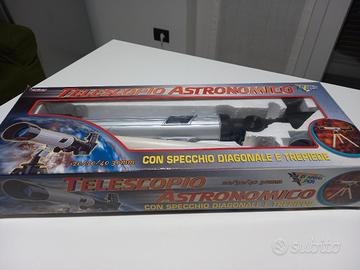 TELESCOPIO ASTRONOMICO
CON SPECCHIO DIAGONALE E TREPIEDE
TELESCOPIO
ASTRONOMICO
CON SPECCHIO DIAGONALE E TREPIEDE
subito